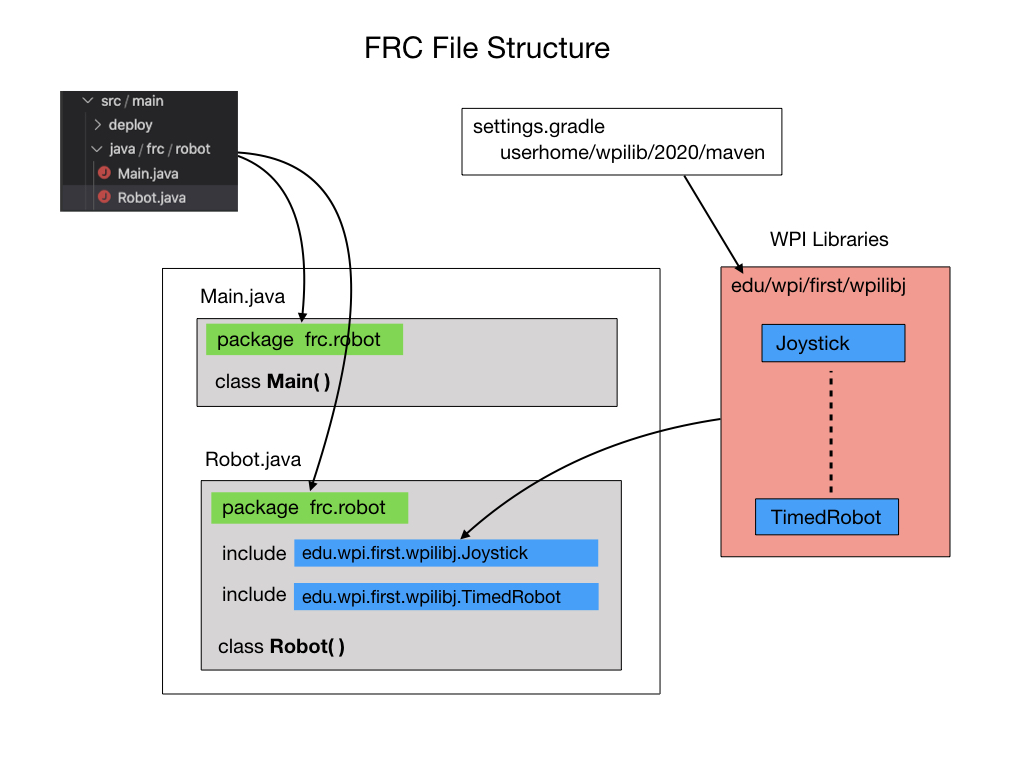 FRC File Structure
src / main
deploy
java / frc / robot
Main.java
Robot.java
settings.gradle
userhome/wpilib/2020/maven
WPI Libraries
edu/wpi/first/wpilibj
Joystick
TimedRobot
Main.java
package frc.robot
class Main( )
Robot.java
package frc.robot
include edu.wpi.first.wpilibj.Joystick
include edu.wpi.first.wpilibj.TimedRobot
class Robot( )